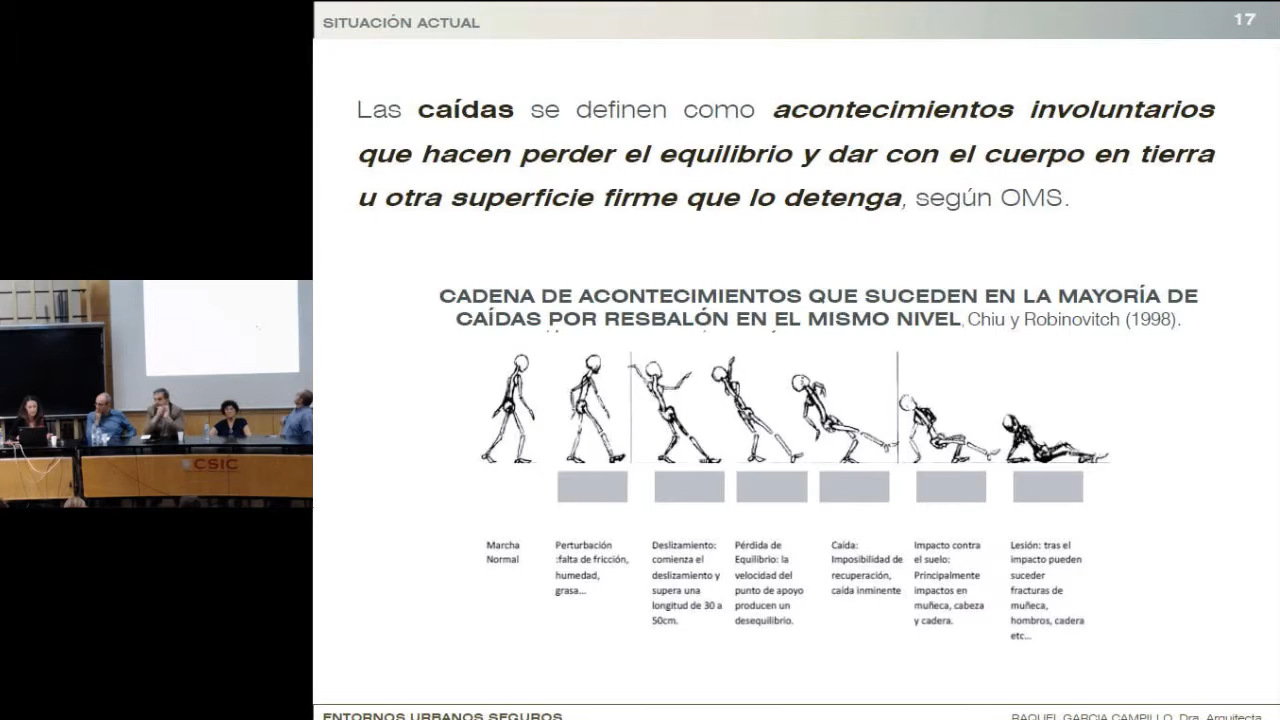 SITUACIÓN ACTUAL
17
Las caídas se definen como acontecimientos involuntarios
que hacen perder el equilibrio y dar con el cuerpo en tierra
u otra superficie firme que lo detenga, según OMS.
CADENA DE ACONTECIMIENTOS QUE SUCEDEN EN LA MAYORÍA DE
CAÍDAS POR RESBALÓN EN EL MISMO NIVEL, Chiu y Robinovitch (1998).
CSIC
Marcha
Normal
Perturbación
:falta de fricción,
humedad,
grasa...
Deslizamiento:
comienza el
deslizamiento y
supera una
longitud de 30 a
50cm.
Pérdida de
Equilibrio: la
velocidad del
punto de apoyo
producen un
desequilibrio.
Caída:
Imposibilidad de
recuperación,
caída inminente
Impacto contra
el suelo:
Principalmente
impactos en
muñeca, cabeza
y cadera.
Lesión: tras el
impacto pueden
suceder
fracturas de
muñeca,
hombros, cadera
etc...
ENTORNOS URBANOS SEGUROS
RAQUEL GARCIA CAMPILLO, Dra. Arquitecta